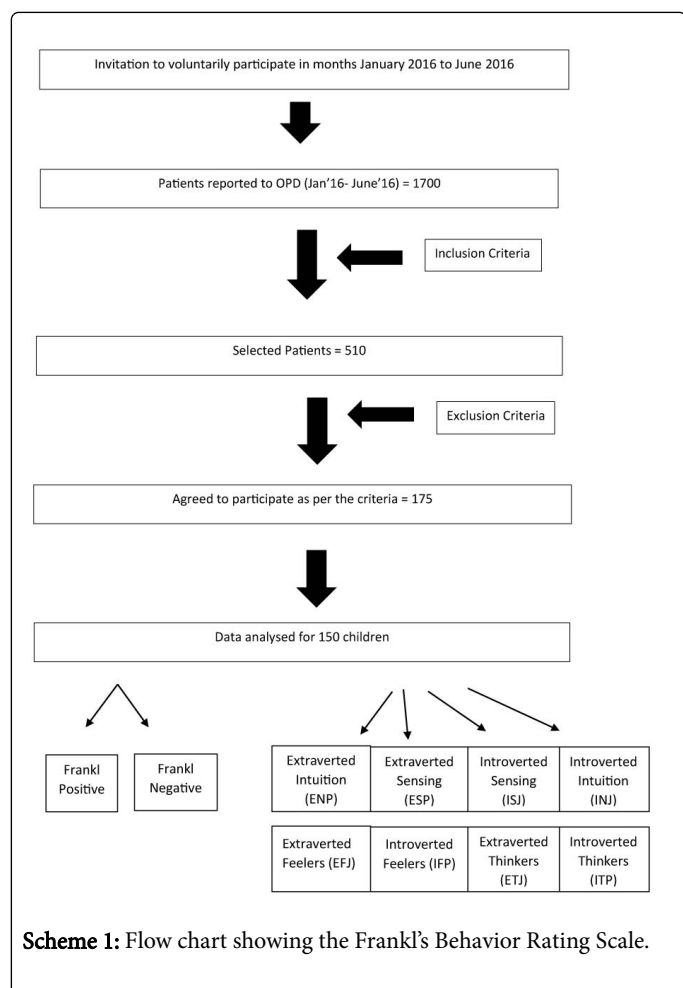 Invitation to voluntarily participate in months January 2016 to June 2016
Patients reported to OPD (Jan'16- June'16) = 1700
Inclusion Criteria
Selected Patients = 510
Exclusion Criteria
Agreed to participate as per the criteria = 175
Data analysed for 150 children
Frankl
Positive
Frankl
Negative
Extraverted
Intuition
(ENP)
Extraverted
Sensing
(ESP)
Introverted
Sensing
(ISJ)
Introverted
Intuition
(INJ)
Extraverted
Feelers (EFJ)
Introverted
Feelers (IFP)
Extraverted
Thinkers
(ETJ)
Introverted
Thinkers
(ITP)
Scheme 1: Flow chart showing the Frankl's Behavior Rating Scale.